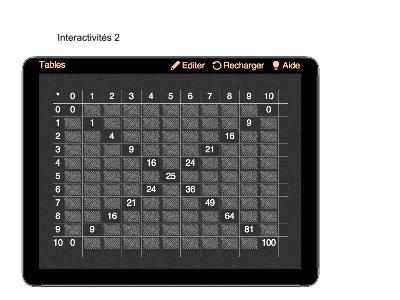 Interactivités 2
Tables Editer Recharger Aide
* 0 1 2 3 4 5 6 7 8 9 10
0 0 0
1 1 9
2 4 16
3 9 21
4 16 24
5 25
6 24 36
7 21 49
8 16 64
9 9 81
10 0 100